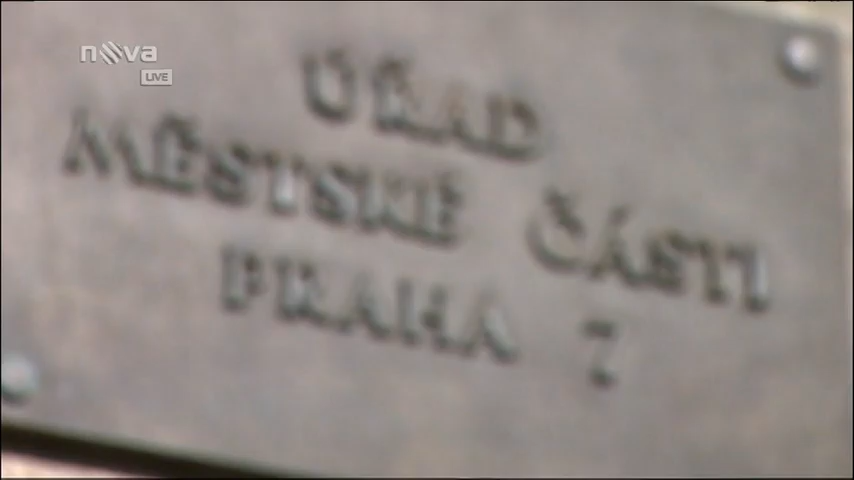 nova
LIVE
ÚŘAD
MĚSTSKÉ ČÁSTI
PRAHA 7